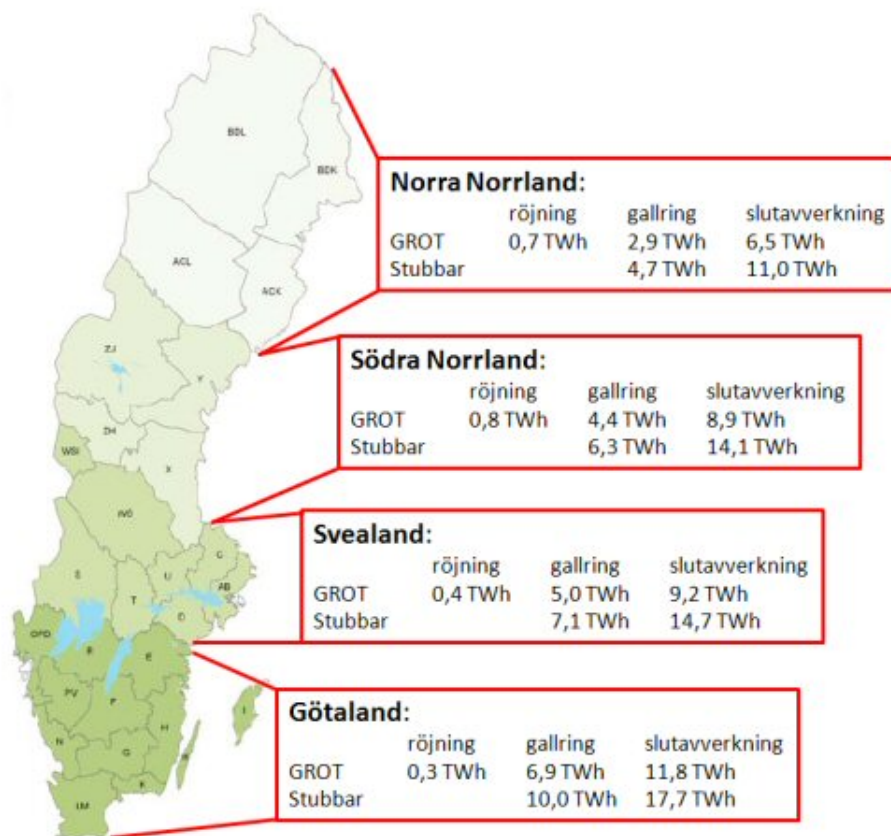 BDL
BDK
Norra Norrland:
röjning gallring slutavverkning
GROT 0,7 TWh 2,9 TWh 6,5 TWh
Stubbar 4,7 TWh 11,0 TWh
ACL
ACK
ZJ
Y
Södra Norrland:
röjning gallring slutavverkning
GROT 0,8 TWh 4,4 TWh 8,9 TWh
Stubbar 6,3 TWh 14,1 TWh
ZH
X
Svealand:
röjning gallring slutavverkning
GROT 0,4 TWh 5,0 TWh 9,2 TWh
Stubbar 7,1 TWh 14,7 TWh
S
T
U
C
AB
D
R
E
PV
F
N
G
H
I
K
LM
Götaland:
röjning gallring slutavverkning
GROT 0,3 TWh 6,9 TWh 11,8 TWh
Stubbar 10,0 TWh 17,7 TWh